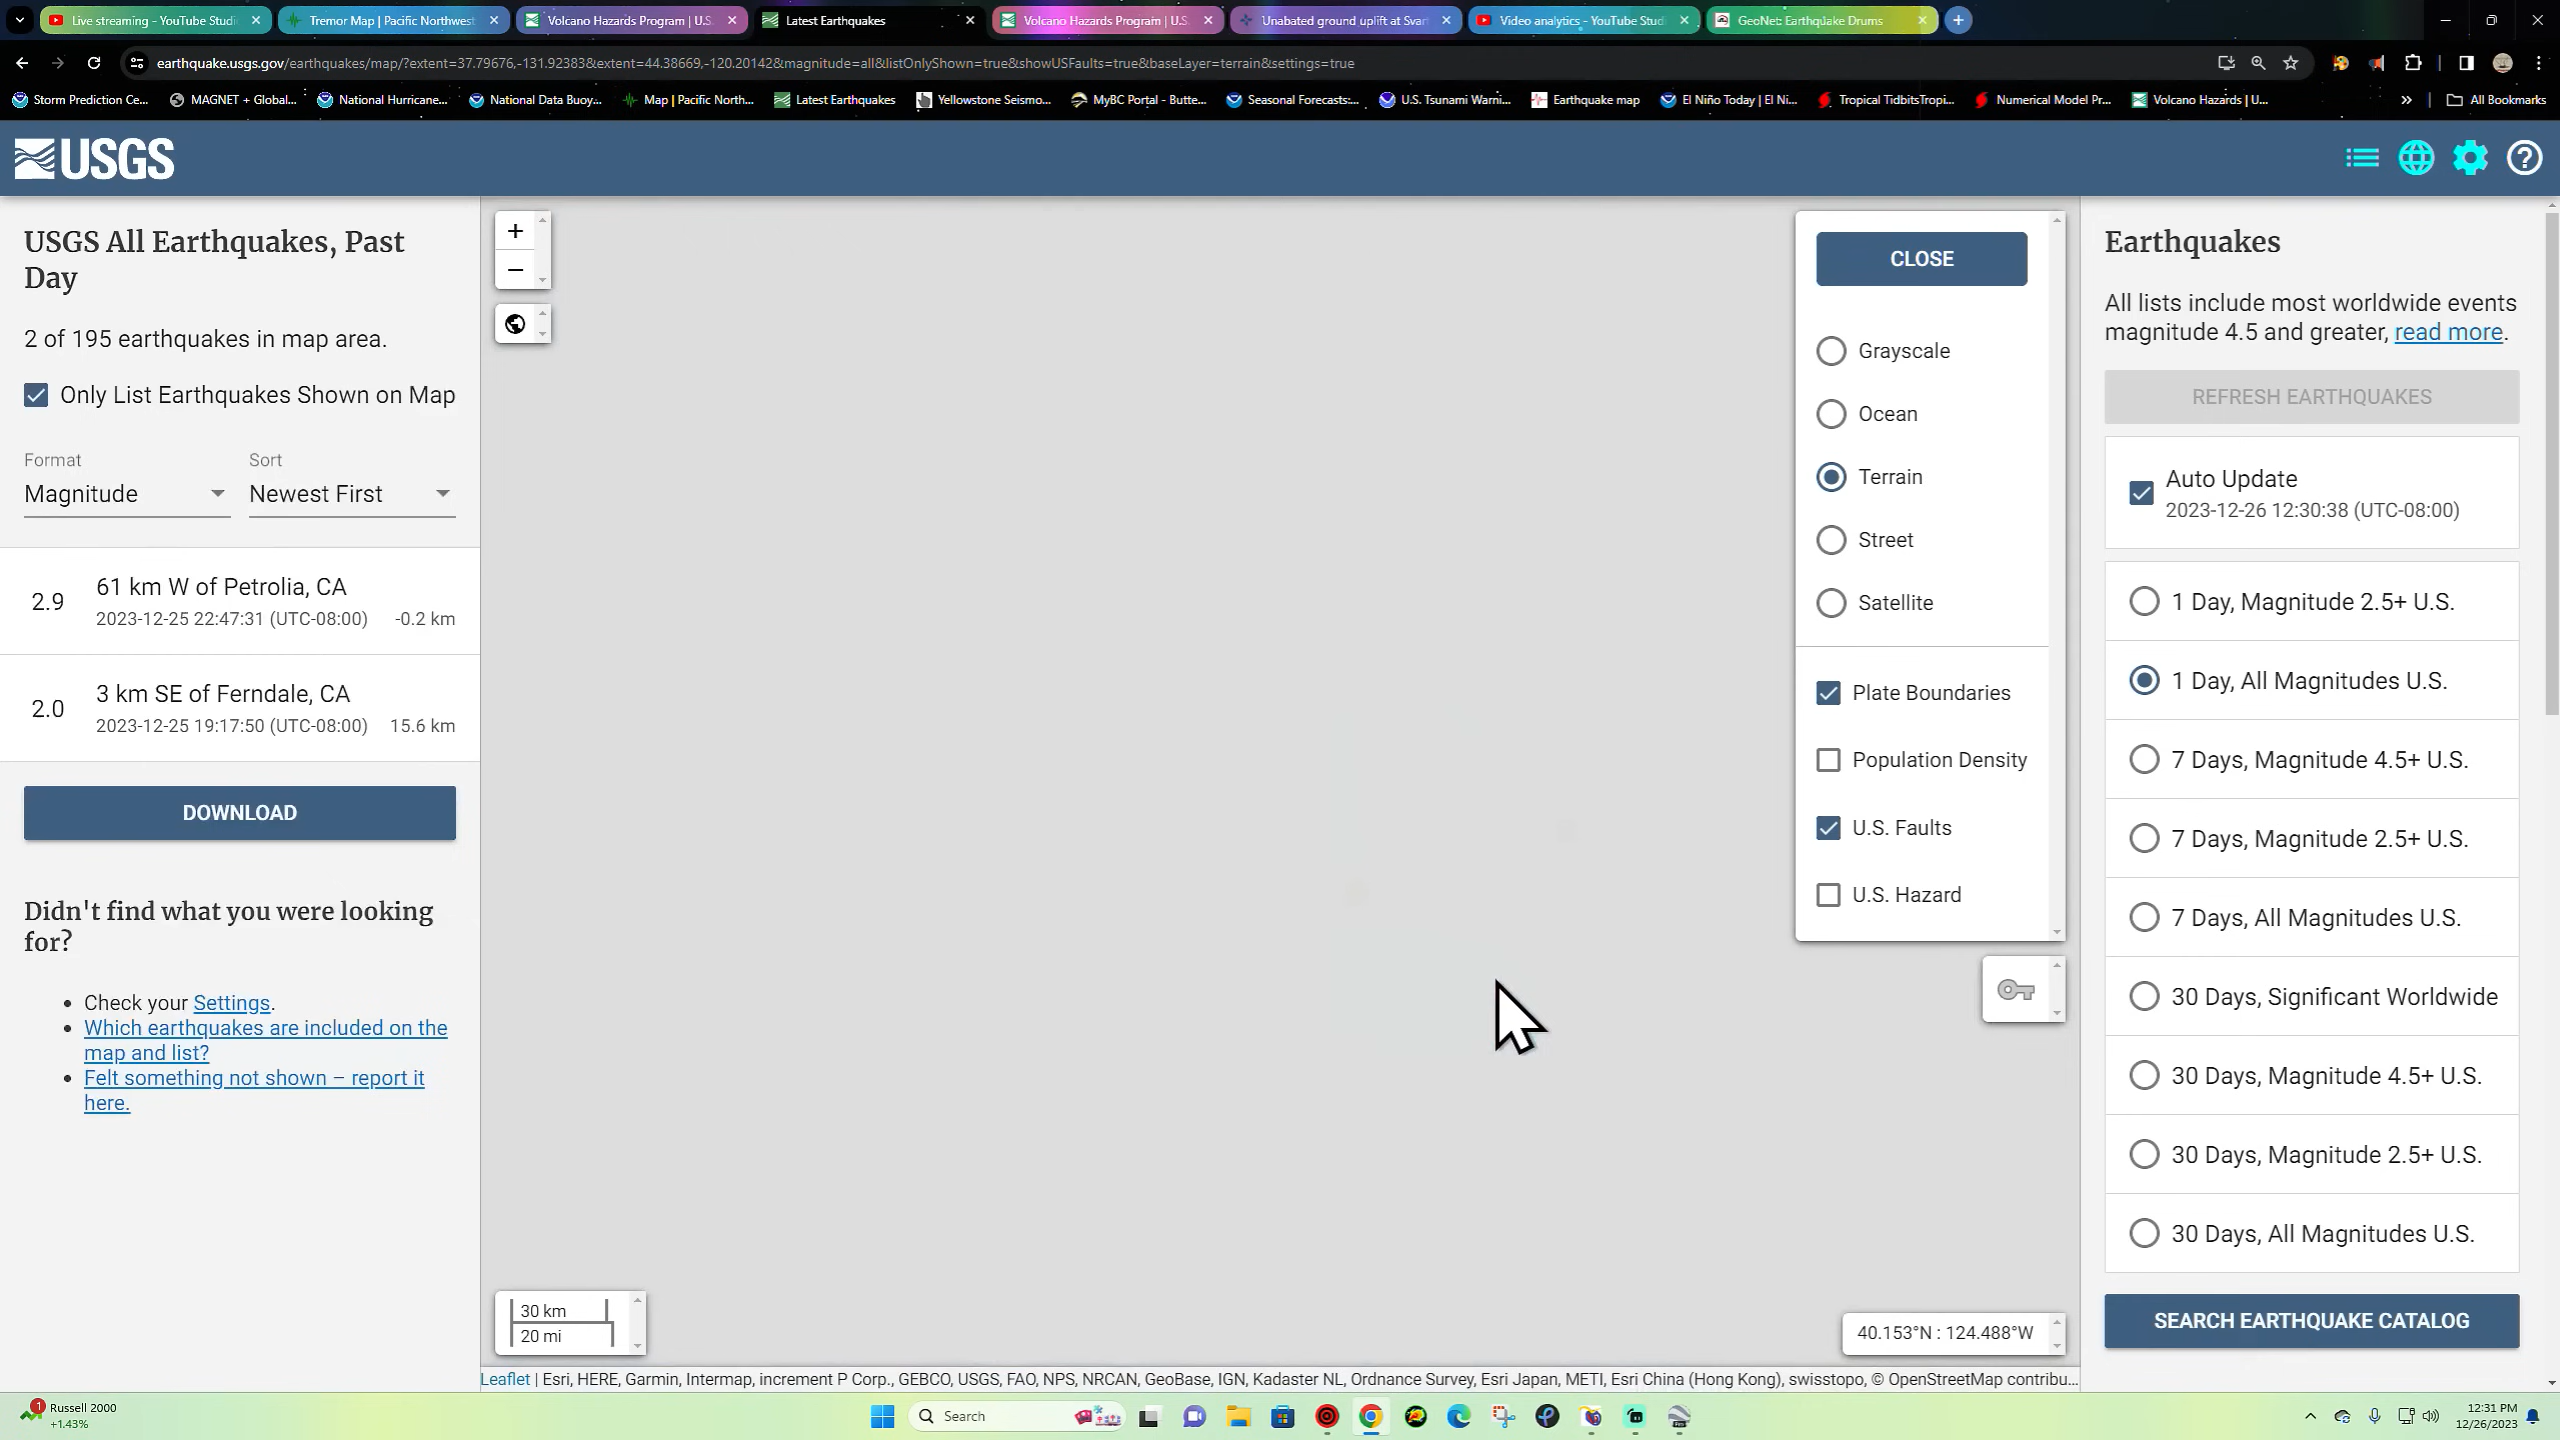 Live streaming - YouTube Studi
Tremor Map | Pacific Northwest
Volcano Hazards Program | U.S.
Latest Earthquakes
Volcano Hazards Program | U.S.
Unabated ground uplift at Svart
Video analytics - YouTube Studi
GeoNet: Earthquake Drums
earthquake.usgs.gov/earthquakes/map/?extent=37.79676,-131.92383&extent=44.38669,-120.20142&magnitude=all&listOnlyShown=true&showUSFaults=true&baseLayer=terrain&settings=true
Storm Prediction Ce...
MAGNET + Global...
National Hurricane...
National Data Buoy...
Map | Pacific North...
Latest Earthquakes
Yellowstone Seismo...
MyBC Portal - Butte...
Seasonal Forecasts:...
U.S. Tsunami Warni...
Earthquake map
El Niño Today | El Ni...
Tropical TidbitsTropi...
Numerical Model Pr...
Volcano Hazards | U...
All Bookmarks
USGS
USGS All Earthquakes, Past
Day
2 of 195 earthquakes in map area.
Only List Earthquakes Shown on Map
Format
Sort
Magnitude
Newest First
2.9
61 km W of Petrolia, CA
2023-12-25 22:47:31 (UTC-08:00)
-0.2 km
2.0
3 km SE of Ferndale, CA
2023-12-25 19:17:50 (UTC-08:00)
15.6 km
DOWNLOAD
Didn't find what you were looking
for?
Check your Settings.
Which earthquakes are included on the
map and list?
Felt something not shown – report it
here.
+
−
30 km
20 mi
CLOSE
Grayscale
Ocean
Terrain
Street
Satellite
Plate Boundaries
Population Density
U.S. Faults
U.S. Hazard
40.153°N : 124.488°W
Leaflet | Esri, HERE, Garmin, Intermap, increment P Corp., GEBCO, USGS, FAO, NPS, NRCAN, GeoBase, IGN, Kadaster NL, Ordnance Survey, Esri Japan, METI, Esri China (Hong Kong), swisstopo, © OpenStreetMap contribu...
Earthquakes
All lists include most worldwide events
magnitude 4.5 and greater, read more.
REFRESH EARTHQUAKES
Auto Update
2023-12-26 12:30:38 (UTC-08:00)
1 Day, Magnitude 2.5+ U.S.
1 Day, All Magnitudes U.S.
7 Days, Magnitude 4.5+ U.S.
7 Days, Magnitude 2.5+ U.S.
7 Days, All Magnitudes U.S.
30 Days, Significant Worldwide
30 Days, Magnitude 4.5+ U.S.
30 Days, Magnitude 2.5+ U.S.
30 Days, All Magnitudes U.S.
SEARCH EARTHQUAKE CATALOG
1
Russell 2000
+1.43%
Search
12:31 PM
12/26/2023